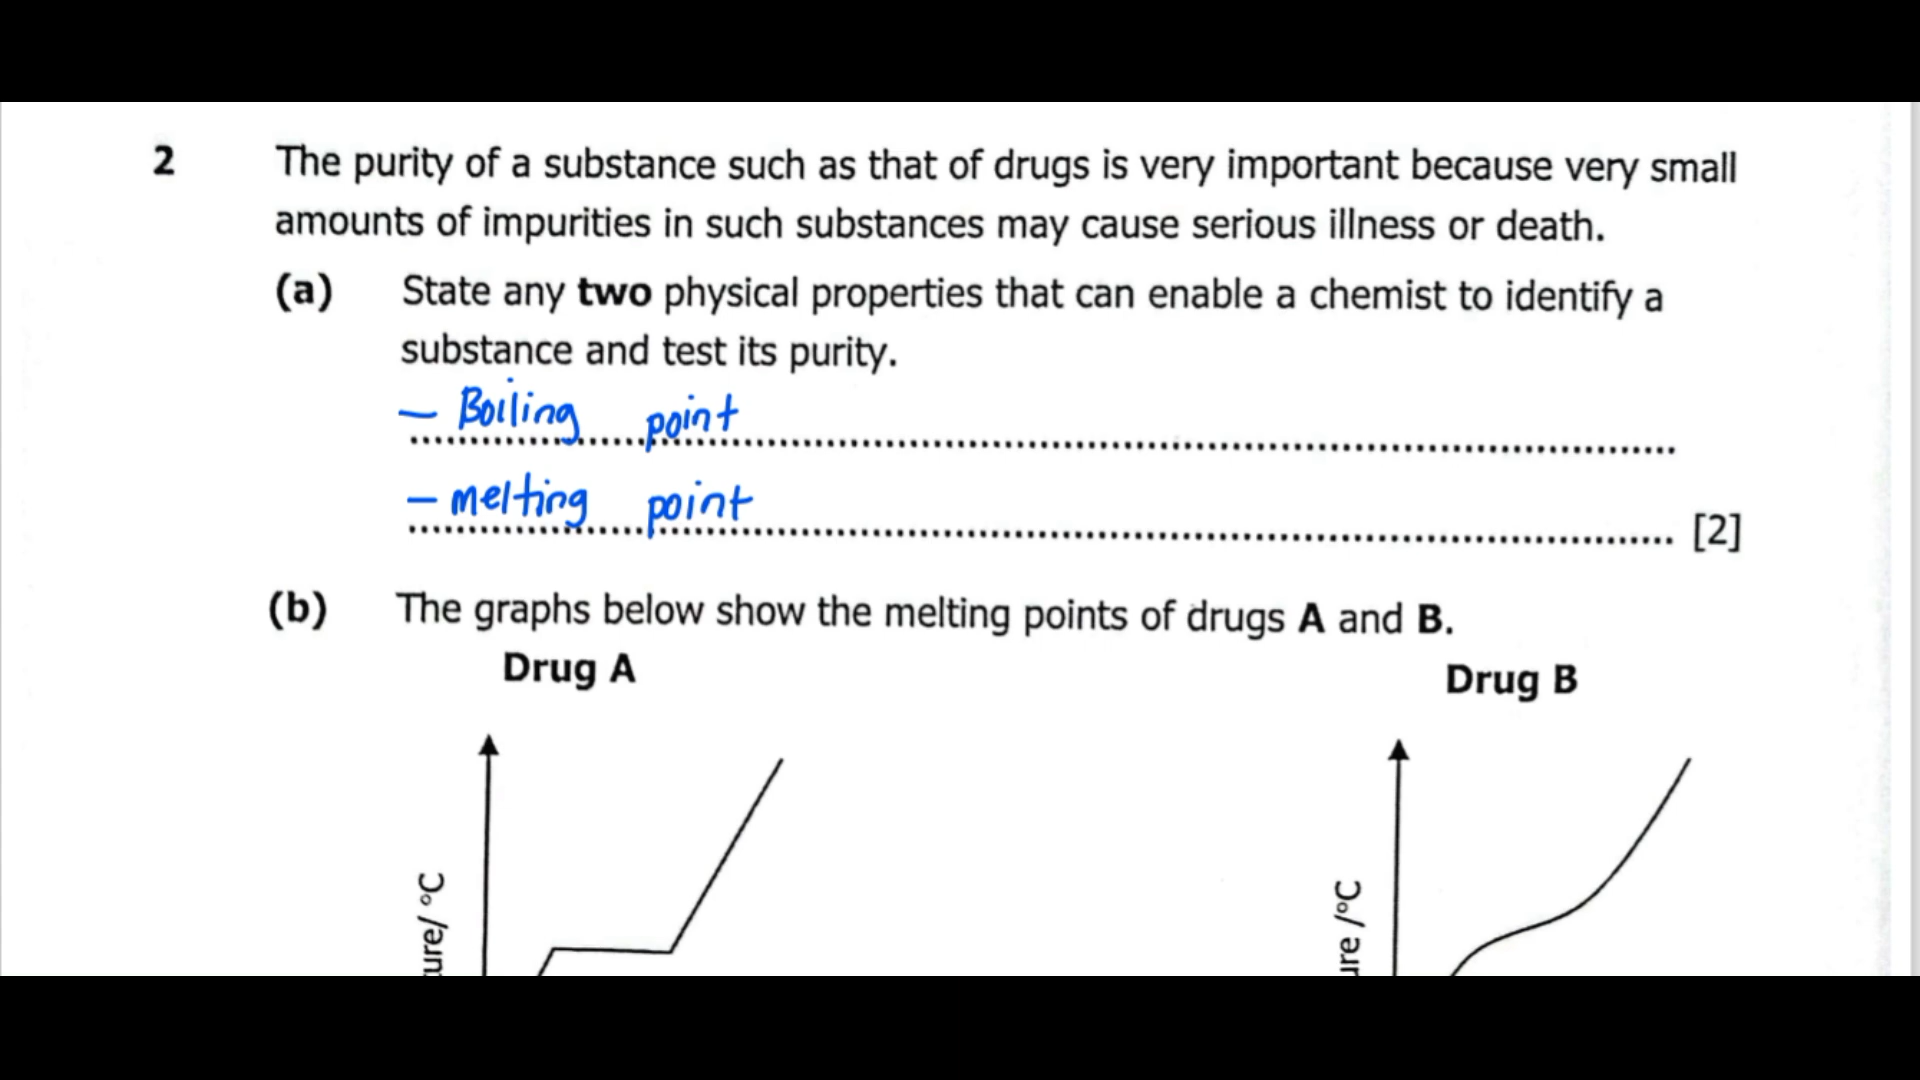 2 The purity of a substance such as that of drugs is very important because very small
amounts of impurities in such substances may cause serious illness or death.
(a) State any two physical properties that can enable a chemist to identify a
substance and test its purity.
— Boiling point
— melting point
[2]
(b) The graphs below show the melting points of drugs A and B.
Drug A
Drug B
ure/ °C
ure /°C